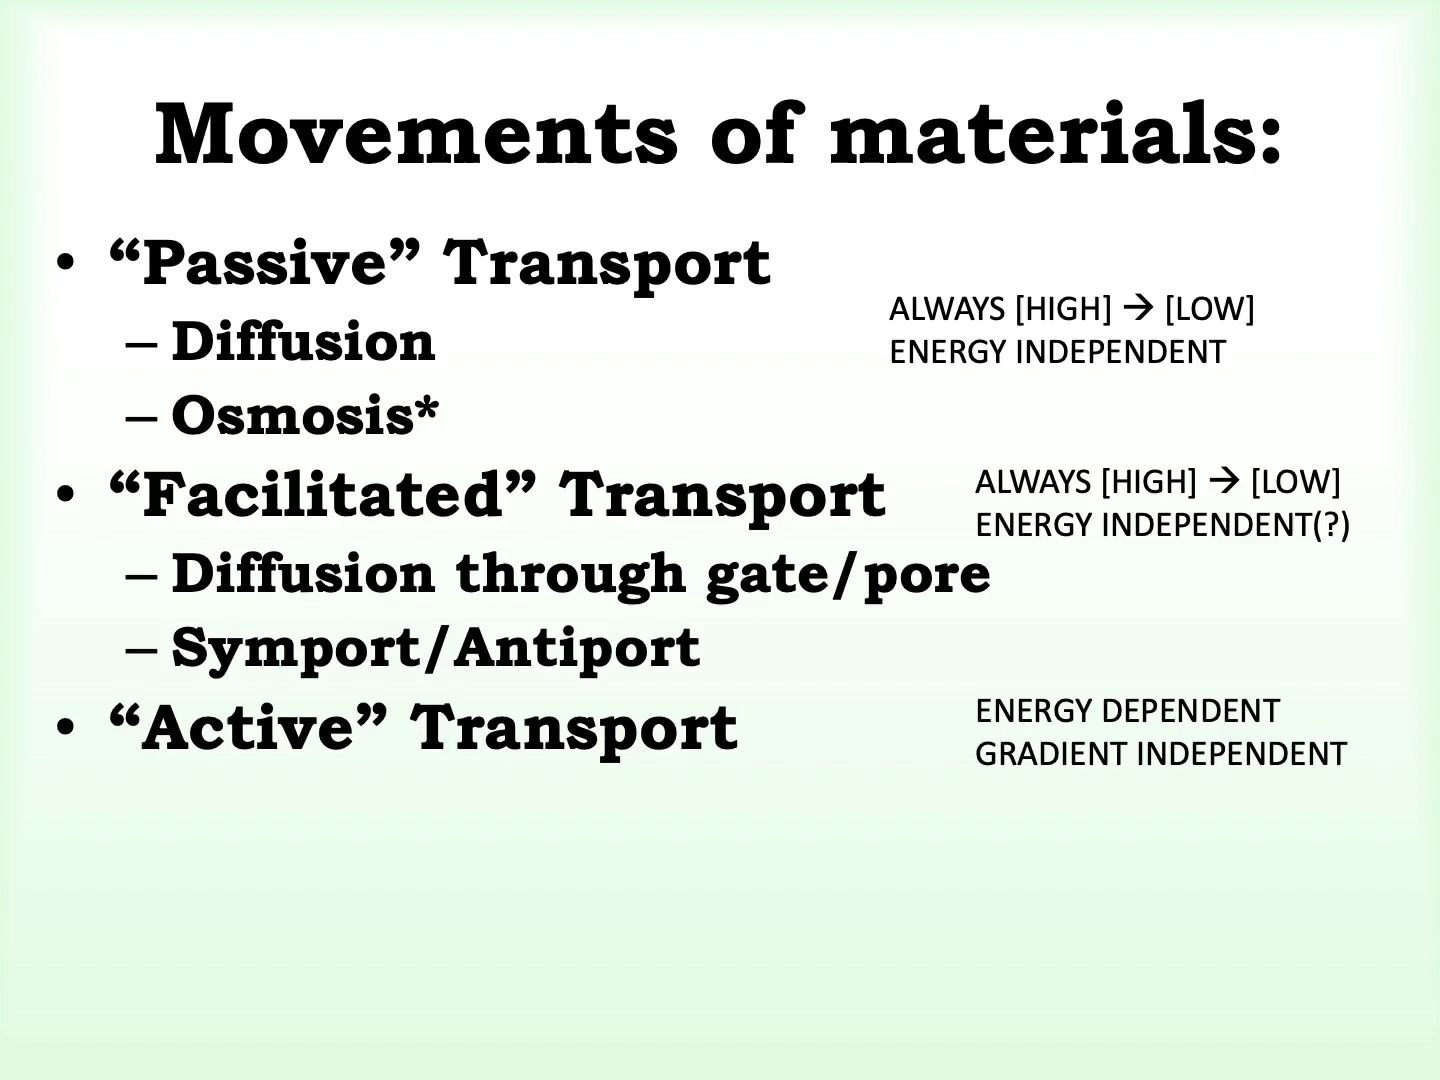 Movements of materials:
• “Passive” Transport
ALWAYS [HIGH] → [LOW]
ENERGY INDEPENDENT
– Diffusion
– Osmosis*
• “Facilitated” Transport
ALWAYS [HIGH] → [LOW]
ENERGY INDEPENDENT(?)
– Diffusion through gate/pore
– Symport/Antiport
• “Active” Transport
ENERGY DEPENDENT
GRADIENT INDEPENDENT